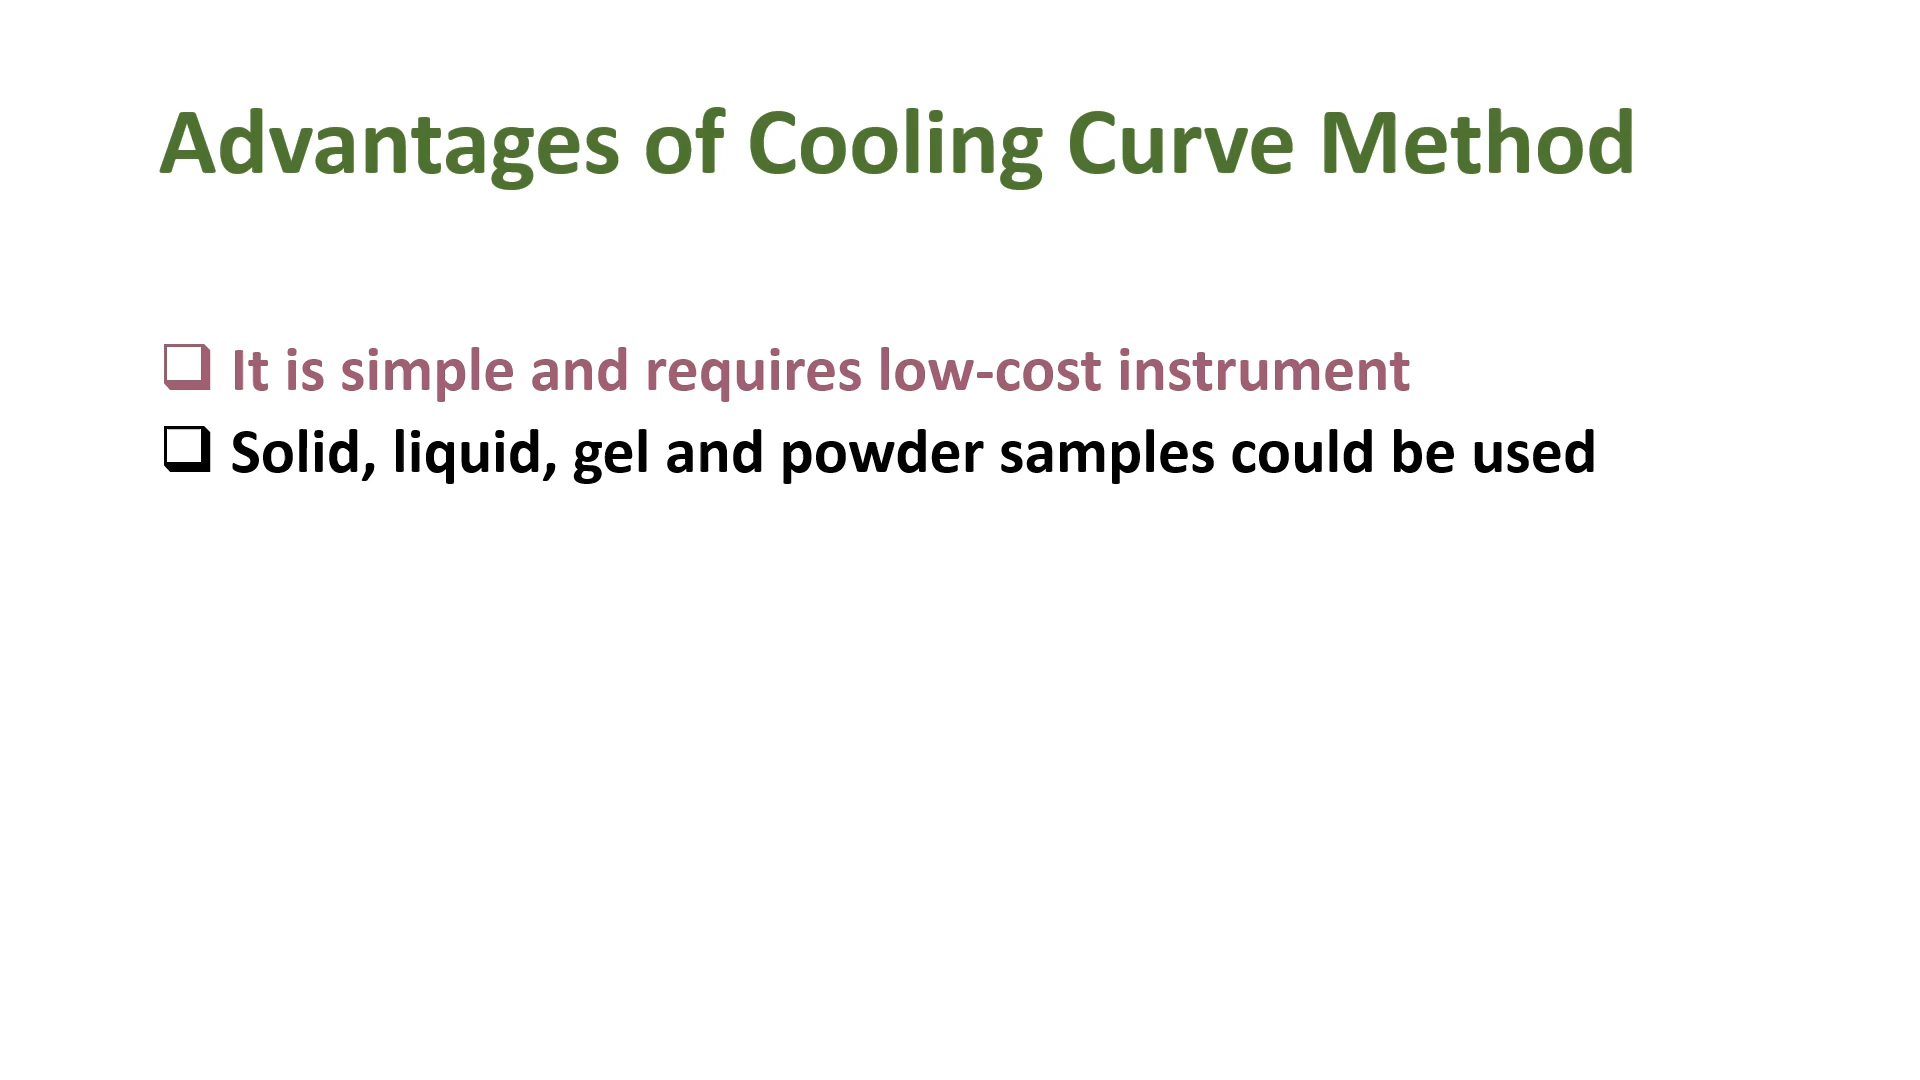 Advantages of Cooling Curve Method
❑ It is simple and requires low-cost instrument
❑ Solid, liquid, gel and powder samples could be used